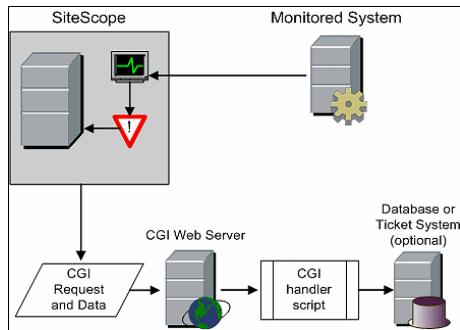 SiteScope
Monitored System
!
CGI
Request
and Data
CGI Web Server
CGI
handler
script
Database or
Ticket System
(optional)